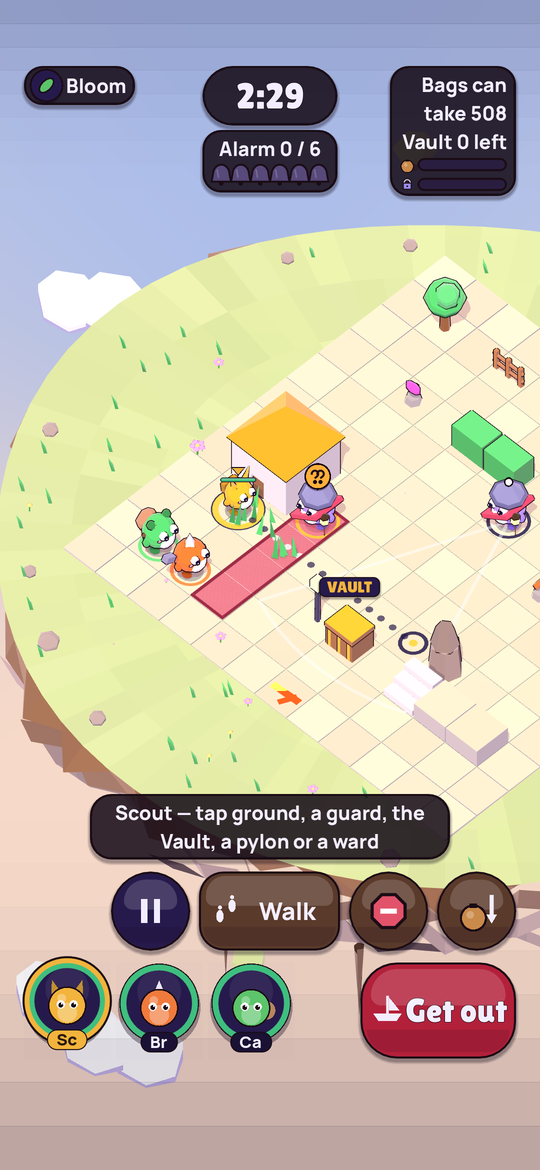 Bloom
2:29
Alarm 0 / 6
Bags can
take 508
Vault 0 left
??
VAULT
Scout — tap ground, a guard, the
Vault, a pylon or a ward
Walk
Get out
Sc
Br
Ca